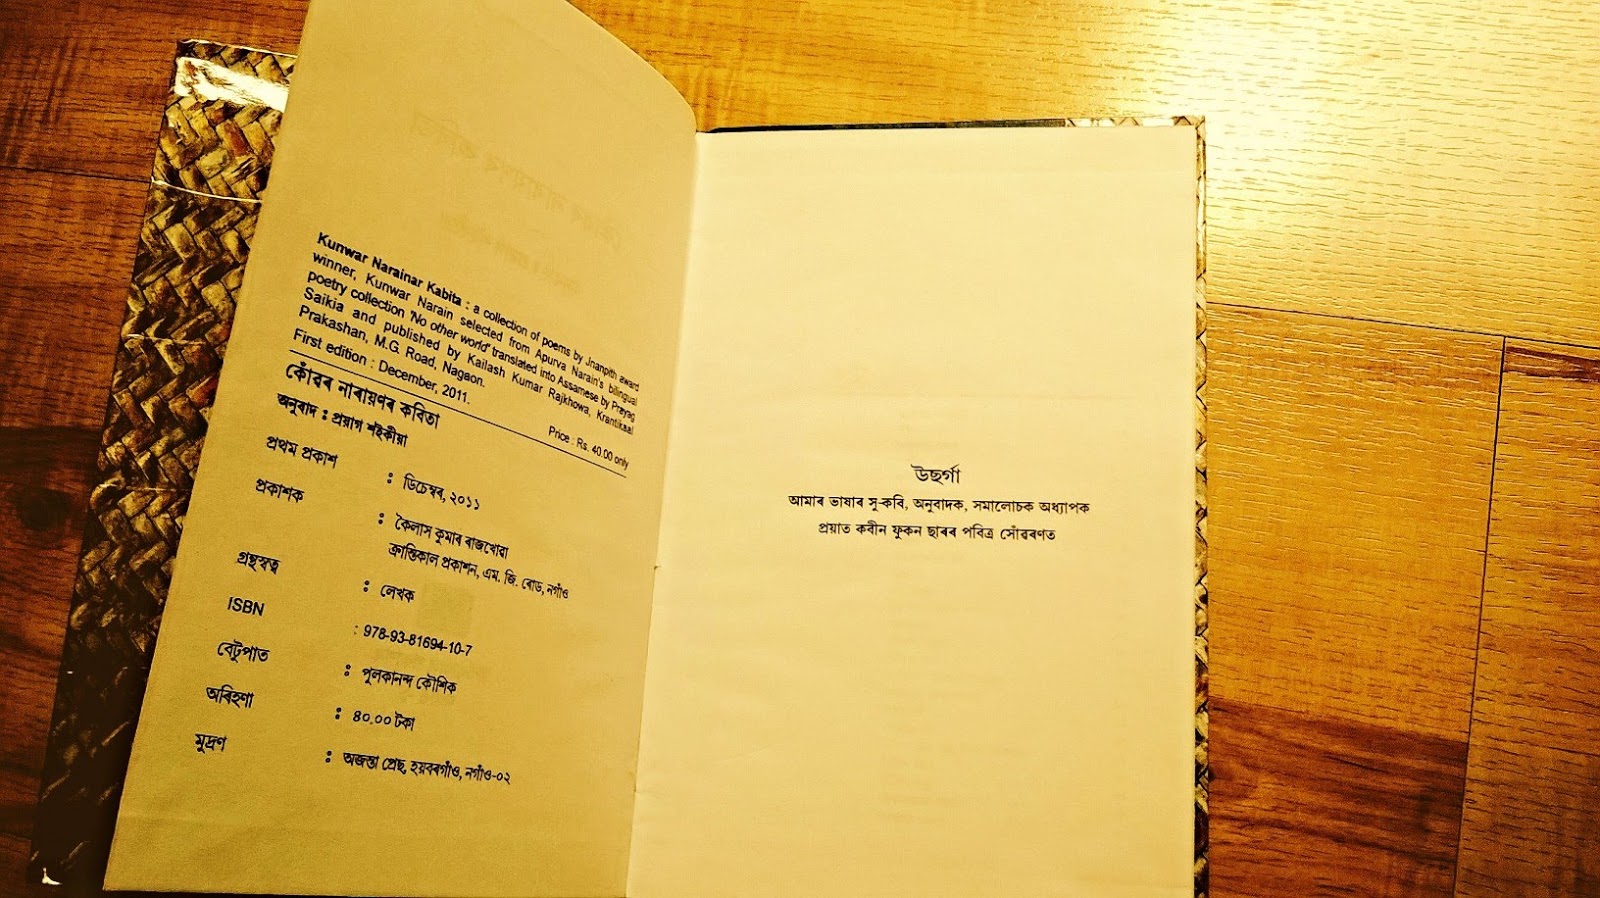 Kunwar Narainar Kabita : a collection of poems by Jnanpith award
winner, Kunwar Narain selected from Apurva Narain's bilingual
poetry collection 'No other world' translated into Assamese by Prayag
Saikia and published by Kailash Kumar Rajkhowa, Krantikaal
Prakashan, M.G. Road, Nagaon.
First edition : December, 2011.
Price : Rs. 40.00 only
কোঁৱৰ নাৰায়ণৰ কবিতা
অনুবাদ : প্ৰয়াগ শইকীয়া
প্ৰথম প্ৰকাশ : ডিচেম্বৰ, ২০১১
প্ৰকাশক : কৈলাস কুমাৰ ৰাজখোৱা
ক্ৰান্তিকাল প্ৰকাশন, এম. জি. ৰোড, নগাঁও
গ্ৰন্থস্বত্ব : লেখক
ISBN : 978-93-81694-10-7
বেটুপাত : পুলকানন্দ কৌশিক
অৰিহণা : ৪০.০০ টকা
মুদ্ৰণ : অজন্তা প্ৰেছ, হয়বৰগাঁও, নগাঁও-০২
উছৰ্গা
আমাৰ ভাষাৰ সু-কবি, অনুবাদক, সমালোচক অধ্যাপক
প্ৰয়াত কবীন ফুকন ছাৰৰ পবিত্ৰ সোঁৱৰণত